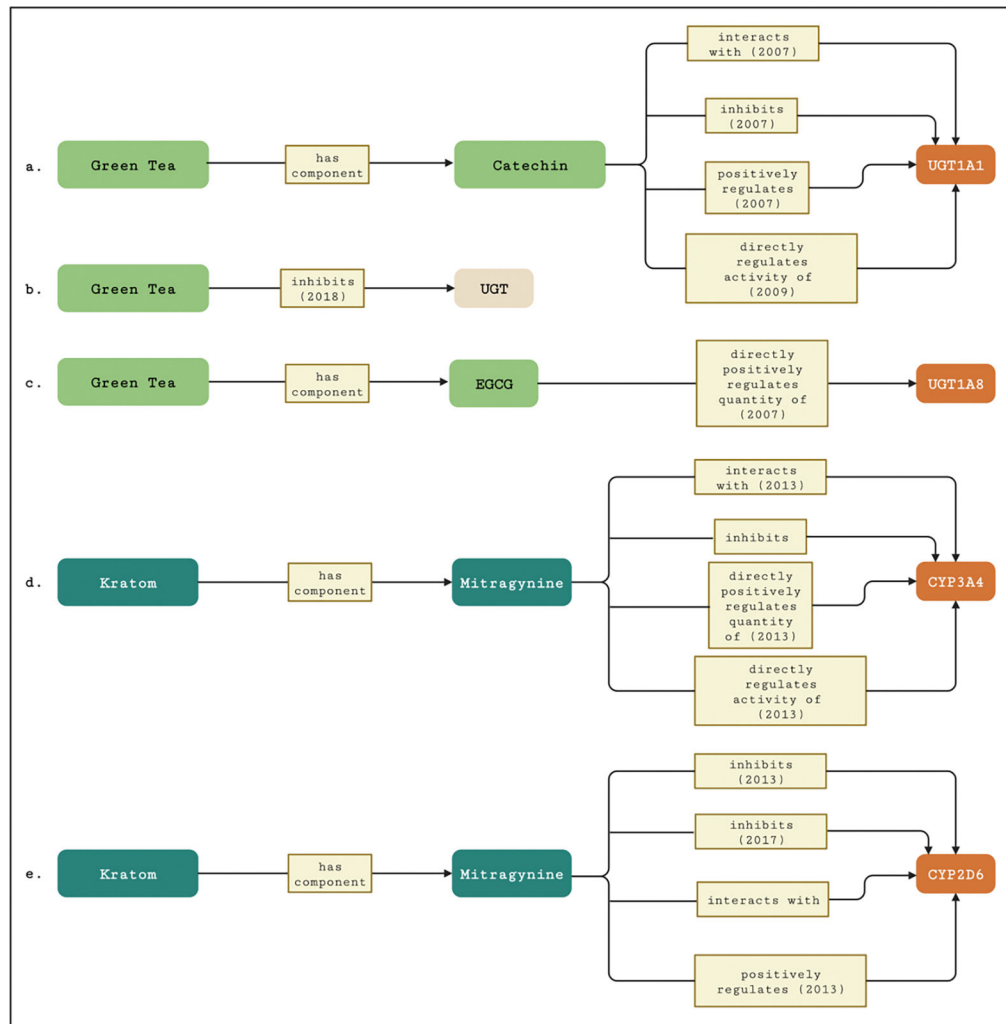 interacts
with (2007)
inhibits
(2007)
a.
Green Tea
has
component
Catechin
positively
regulates
(2007)
UGT1A1
directly
regulates
activity of
(2009)
b.
Green Tea
inhibits
(2018)
UGT
c.
Green Tea
has
component
EGCG
directly
positively
regulates
quantity of
(2007)
UGT1A8
interacts
with (2013)
inhibits
d.
Kratom
has
component
Mitragynine
directly
positively
regulates
quantity
of (2013)
CYP3A4
directly
regulates
activity of
(2013)
inhibits
(2013)
inhibits
(2017)
e.
Kratom
has
component
Mitragynine
CYP2D6
interacts with
positively
regulates (2013)